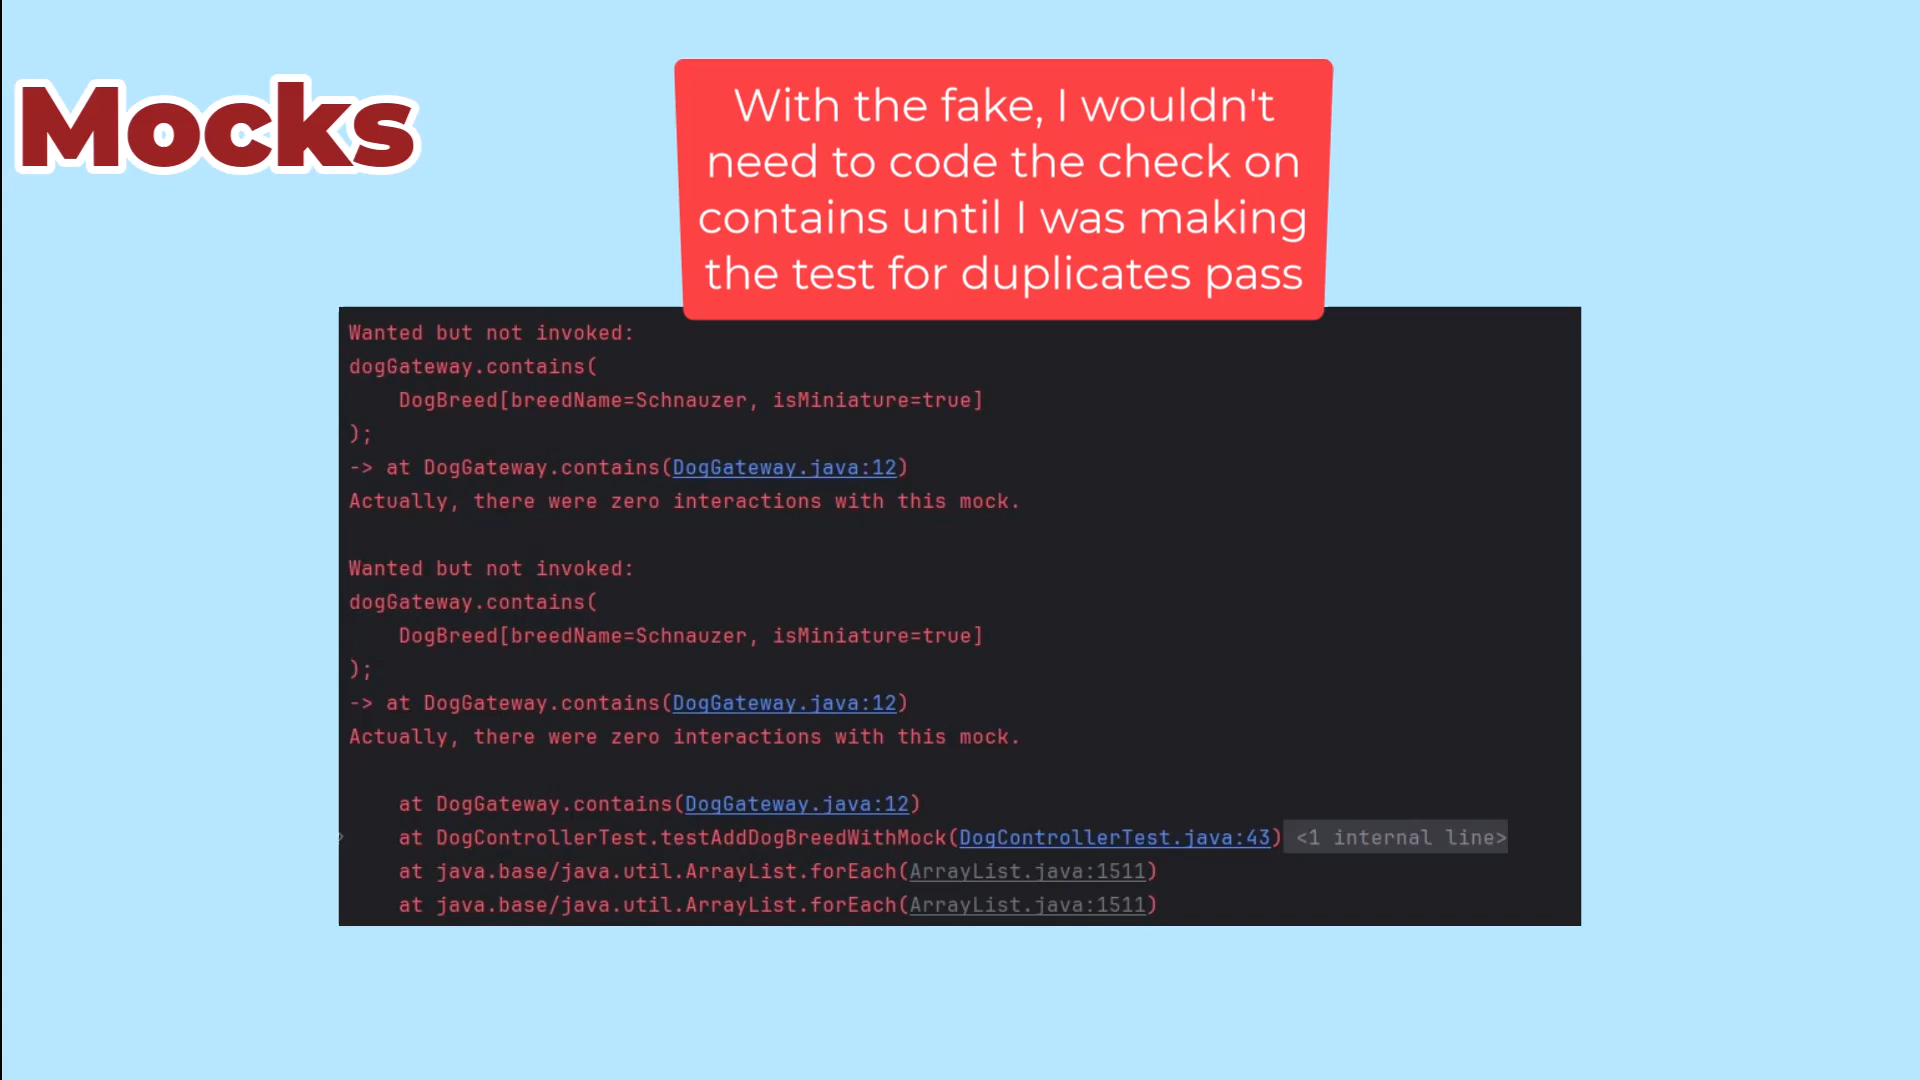 Mocks
With the fake, I wouldn't
need to code the check on
contains until I was making
the test for duplicates pass
Wanted but not invoked:
dogGateway.contains(
    DogBreed[breedName=Schnauzer, isMiniature=true]
);
-> at DogGateway.contains(DogGateway.java:12)
Actually, there were zero interactions with this mock.

Wanted but not invoked:
dogGateway.contains(
    DogBreed[breedName=Schnauzer, isMiniature=true]
);
-> at DogGateway.contains(DogGateway.java:12)
Actually, there were zero interactions with this mock.

    at DogGateway.contains(DogGateway.java:12)
    at DogControllerTest.testAddDogBreedWithMock(DogControllerTest.java:43) <1 internal line>
    at java.base/java.util.ArrayList.forEach(ArrayList.java:1511)
    at java.base/java.util.ArrayList.forEach(ArrayList.java:1511)